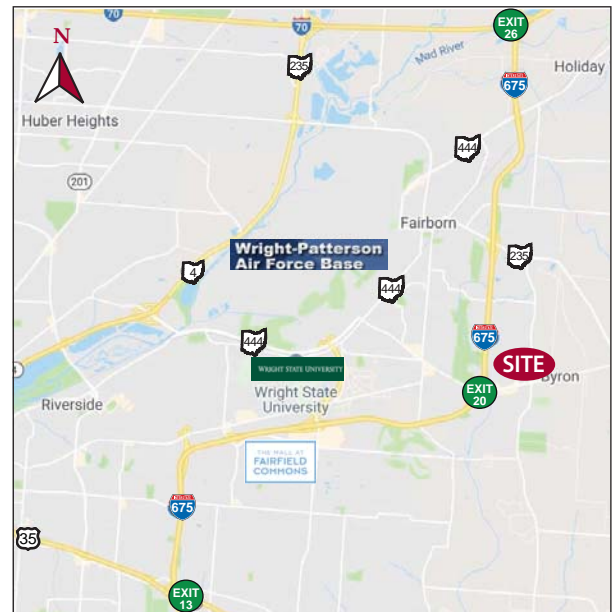 70
70
EXIT
26
N
235
Mad River
Holiday
675
Huber Heights
444
201
Fairborn
Wright-Patterson
Air Force Base
235
4
444
675
444
SITE
WRIGHT STATE UNIVERSITY
Byron
4
EXIT
20
Riverside
Wright State
University
THE MALL AT
FAIRFIELD
COMMONS
675
35
EXIT
13